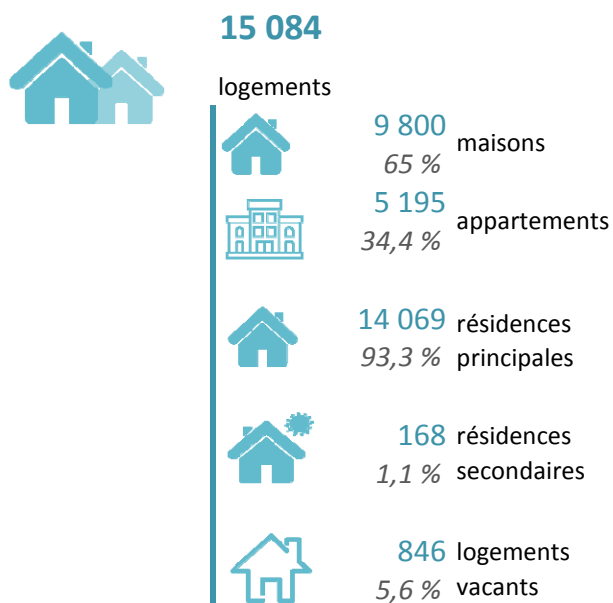 15 084
logements
9 800
65 %
maisons
5 195
34,4 %
appartements
14 069
93,3 %
résidences
principales
168
1,1 %
résidences
secondaires
846
5,6 %
logements
vacants